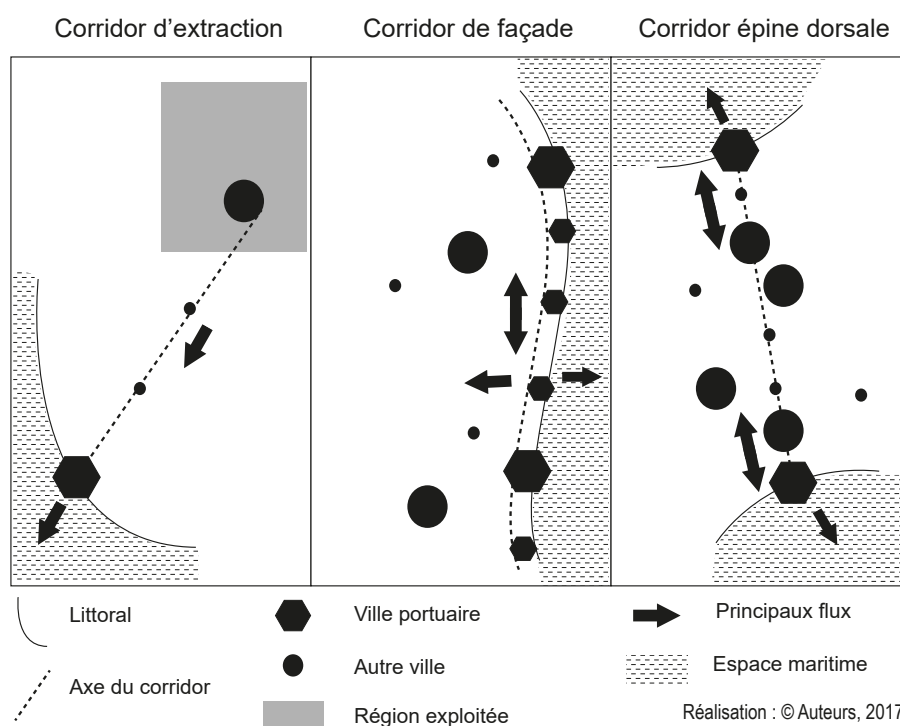 Corridor d'extraction
Corridor de façade
Corridor épine dorsale
Littoral
Ville portuaire
Principaux flux
Axe du corridor
Autre ville
Espace maritime
Région exploitée
Réalisation : © Auteurs, 2017